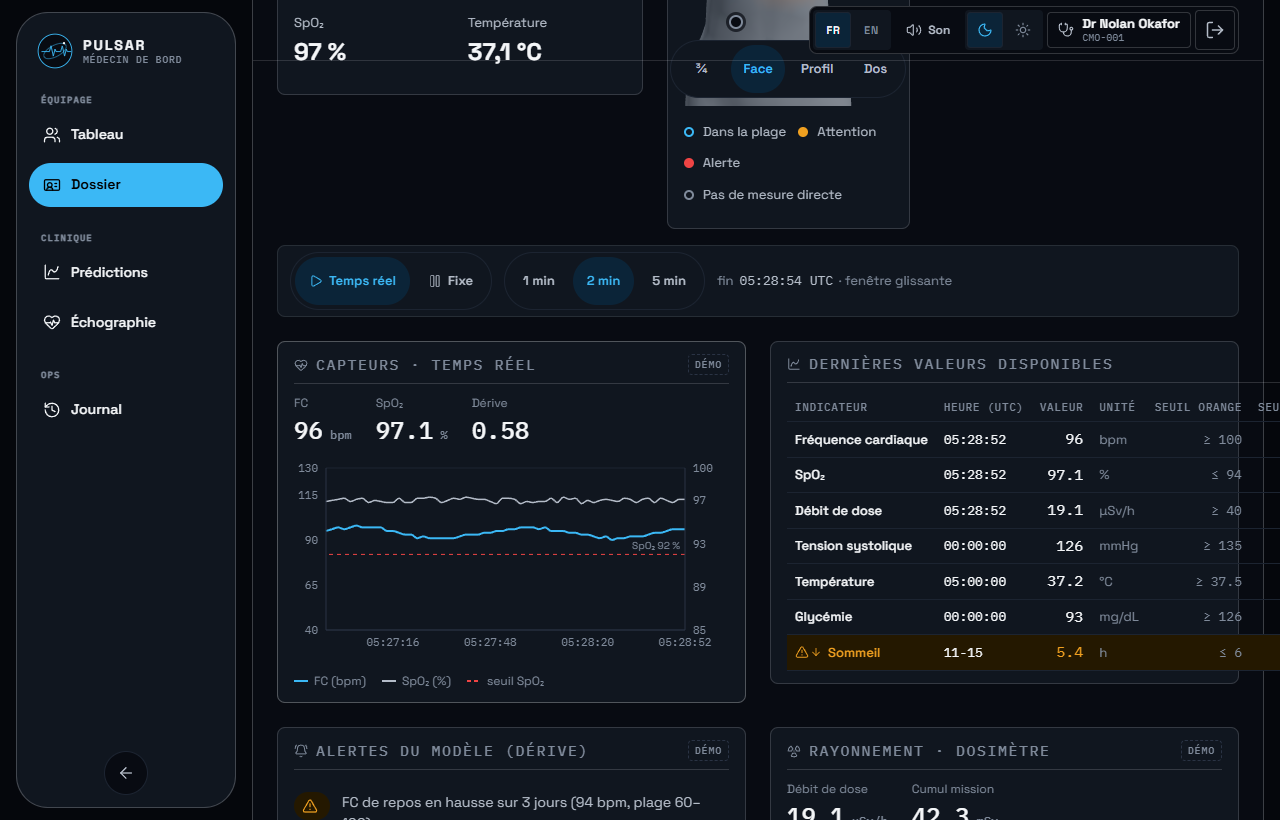 PULSAR
MÉDECIN DE BORD
ÉQUIPAGE
Tableau
Dossier
CLINIQUE
Prédictions
Échographie
OPS
Journal
FR EN Son Dr Nolan Okafor
CMO-001
SpO₂ Température
97 % 37,1 °C
¾ Face Profil Dos
Dans la plage Attention
Alerte
Pas de mesure directe
Temps réel Fixe 1 min 2 min 5 min fin 05:28:54 UTC · fenêtre glissante
CAPTEURS · TEMPS RÉEL DÉMO
FC SpO₂ Dérive
96 bpm 97.1 % 0.58
130 100
115 97
90 93
SpO₂ 92 %
65 89
40 85
05:27:16 05:27:48 05:28:20 05:28:52
FC (bpm) SpO₂ (%) seuil SpO₂
DERNIÈRES VALEURS DISPONIBLES
INDICATEUR HEURE (UTC) VALEUR UNITÉ SEUIL ORANGE SEU
Fréquence cardiaque 05:28:52 96 bpm ≥ 100
SpO₂ 05:28:52 97.1 % ≤ 94
Débit de dose 05:28:52 19.1 µSv/h ≥ 40
Tension systolique 00:00:00 126 mmHg ≥ 135
Température 05:00:00 37.2 °C ≥ 37.5
Glycémie 00:00:00 93 mg/dL ≥ 126
Sommeil 11-15 5.4 h ≤ 6
ALERTES DU MODÈLE (DÉRIVE) DÉMO
FC de repos en hausse sur 3 jours (94 bpm, plage 60–
RAYONNEMENT · DOSIMÈTRE DÉMO
Débit de dose Cumul mission
19.1 42.3